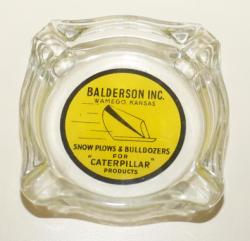 BALDERSON INC.
WAMEGO, KANSAS
SNOW PLOWS & BULLDOZERS
FOR
"CATERPILLAR"
PRODUCTS